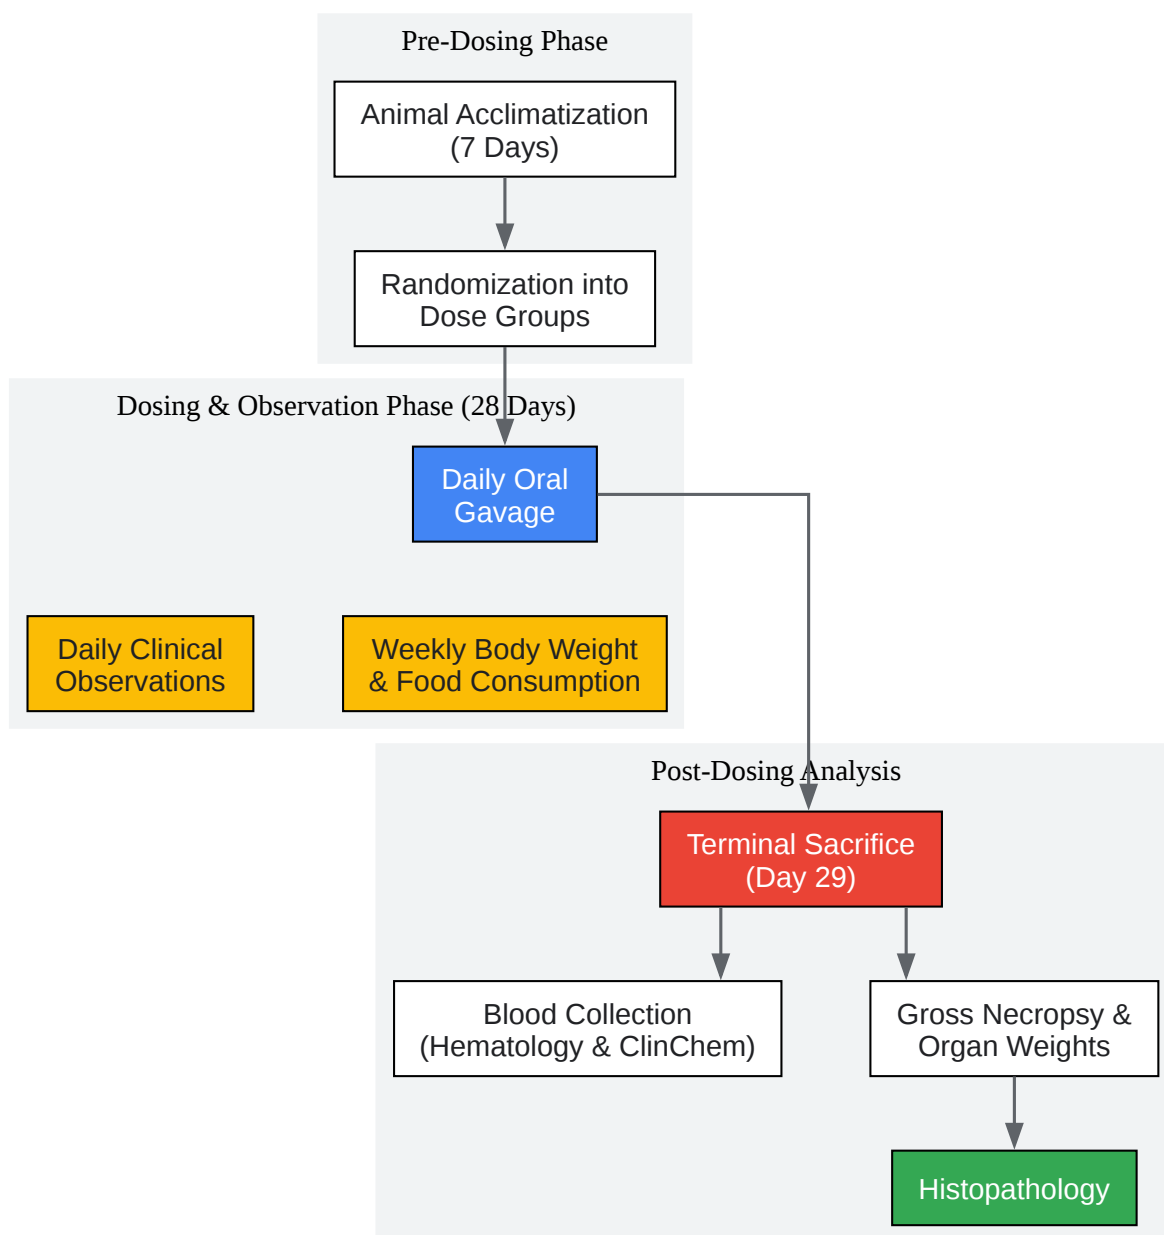 Pre-Dosing Phase
Animal Acclimatization
(7 Days)
Randomization into
Dose Groups
Dosing & Observation Phase (28 Days)
Daily Oral
Gavage
Daily Clinical
Observations
Weekly Body Weight
& Food Consumption
Post-Dosing Analysis
Terminal Sacrifice
(Day 29)
Blood Collection
(Hematology & ClinChem)
Gross Necropsy &
Organ Weights
Histopathology